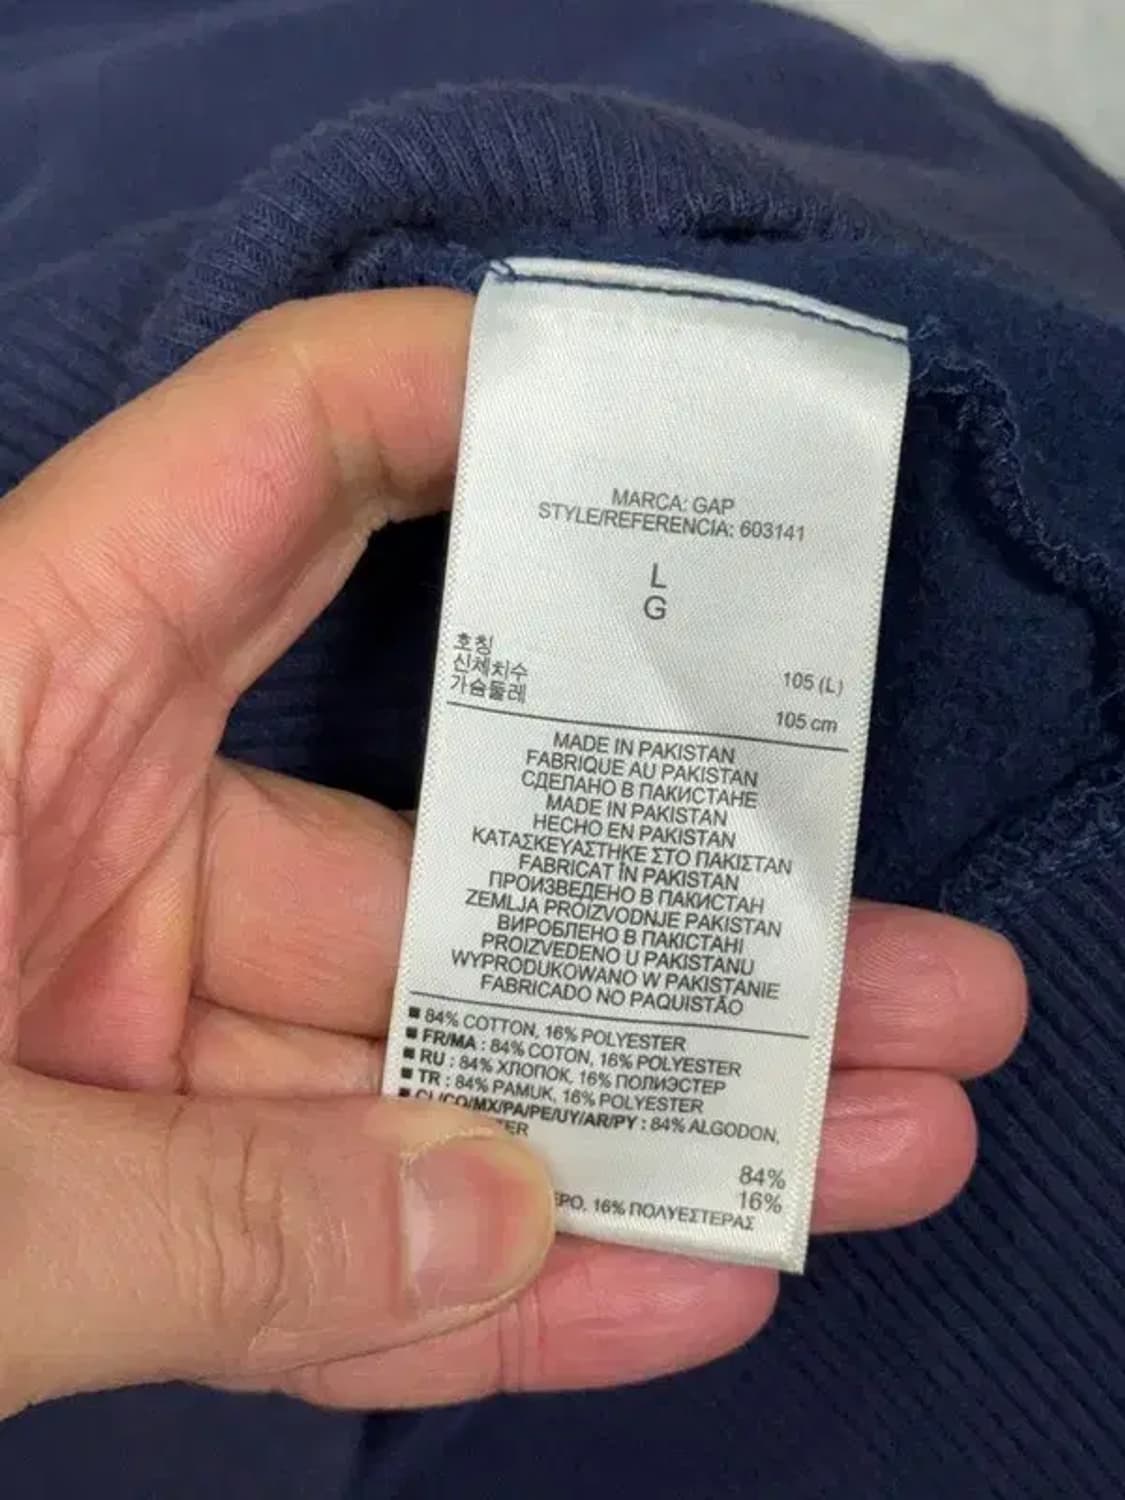 MARCA: GAP
STYLE/REFERENCIA: 603141
L
G
호칭
신체치수 105 (L)
가슴둘레 105 cm
MADE IN PAKISTAN
FABRIQUE AU PAKISTAN
СДЕЛАНО В ПАКИСТАНЕ
MADE IN PAKISTAN
HECHO EN PAKISTAN
ΚΑΤΑΣΚΕΥΑΣΤΗΚΕ ΣΤΟ ΠΑΚΙΣΤΑΝ
FABRICAT ÎN PAKISTAN
ПРОИЗВЕДЕНО В ПАКИСТАН
ZEMLJA PROIZVODNJE PAKISTAN
ВИРОБЛЕНО В ПАКІСТАНІ
PROIZVEDENO U PAKISTANU
WYPRODUKOWANO W PAKISTANIE
FABRICADO NO PAQUISTÃO
■ 84% COTTON, 16% POLYESTER
■ FR/MA : 84% COTON, 16% POLYESTER
■ RU : 84% ХЛОПОК, 16% ПОЛИЭСТЕР
■ TR : 84% PAMUK, 16% POLYESTER
■ CL/CO/MX/PA/PE/UY/AR/PY : 84% ALGODON,
84%
16%
16% ΠΟΛΥΕΣΤΕΡΑΣ